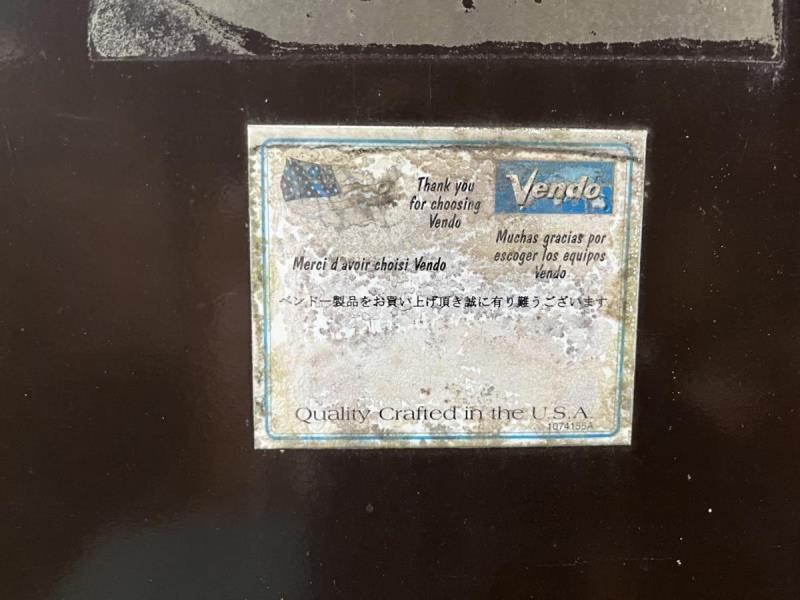 Thank you
for choosing
Vendo
Vendo
Muchas gracias por
escoger los equipos
Vendo
Merci d'avoir choisi Vendo
ベンドー製品をお買い上げ頂き誠に有り難うございます
Quality Crafted in the U.S.A.
1074155A